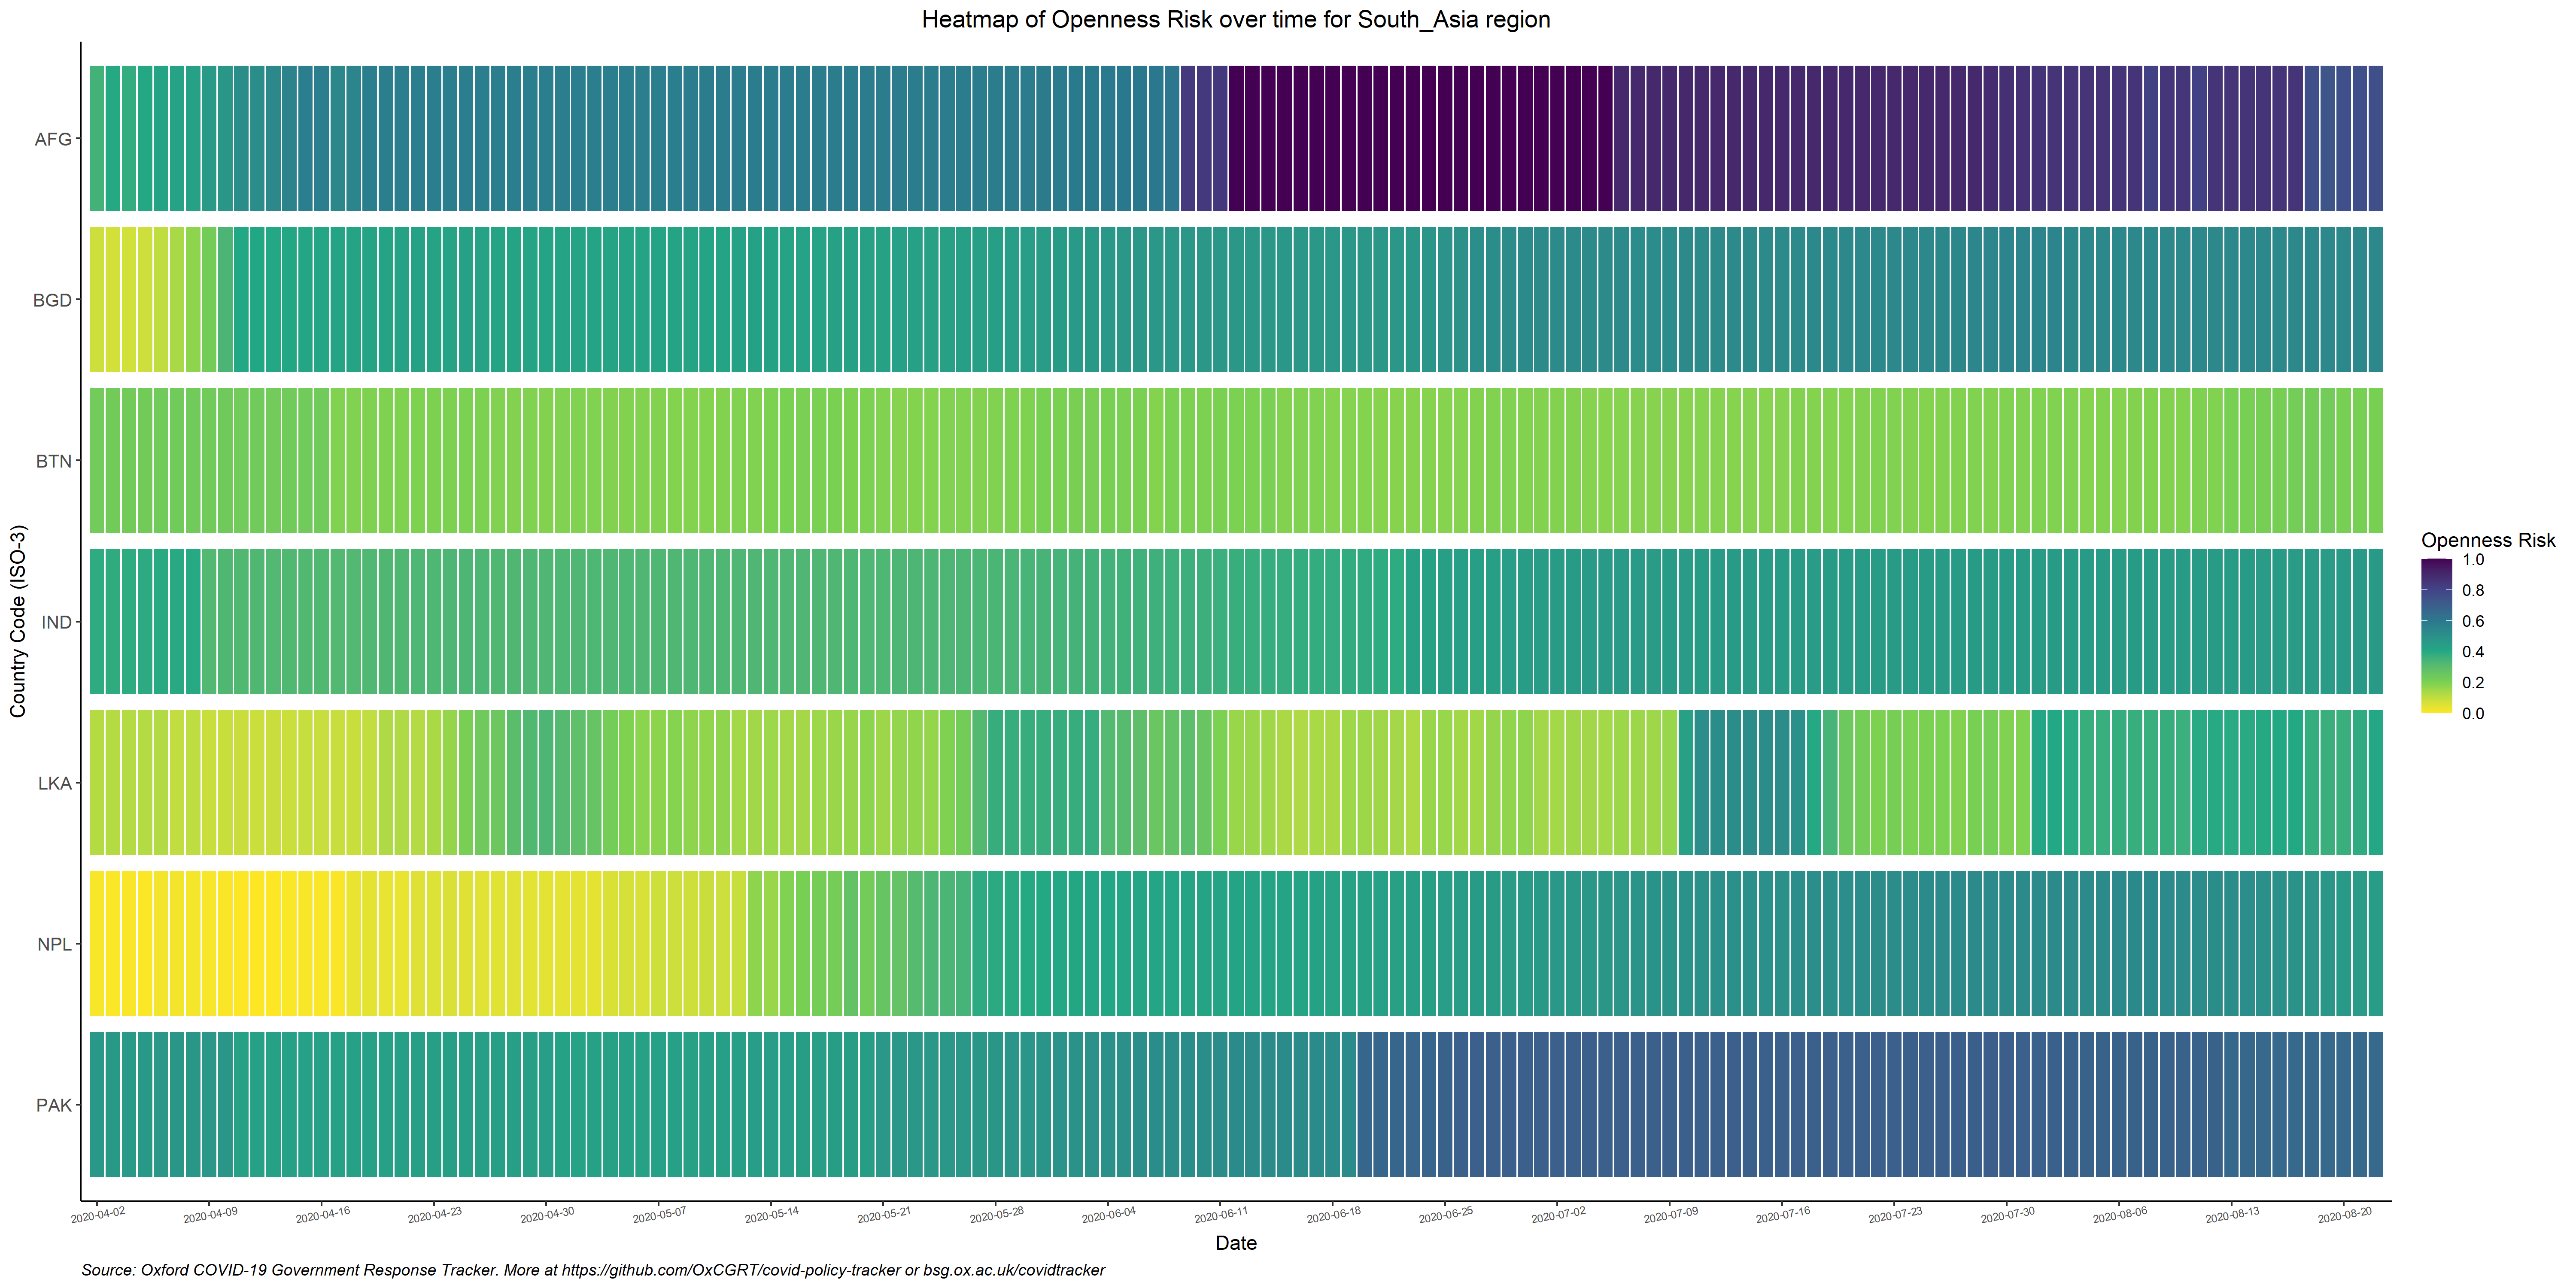 Heatmap of Openness Risk over time for South_Asia region
Country Code (ISO-3)
AFG
BGD
BTN
IND
LKA
NPL
PAK
Openness Risk
1.0
0.8
0.6
0.4
0.2
0.0
2020-04-02
2020-04-09
2020-04-16
2020-04-23
2020-04-30
2020-05-07
2020-05-14
2020-05-21
2020-05-28
2020-06-04
2020-06-11
2020-06-18
2020-06-25
2020-07-02
2020-07-09
2020-07-16
2020-07-23
2020-07-30
2020-08-06
2020-08-13
2020-08-20
Date
Source: Oxford COVID-19 Government Response Tracker. More at https://github.com/OxCGRT/covid-policy-tracker or bsg.ox.ac.uk/covidtracker